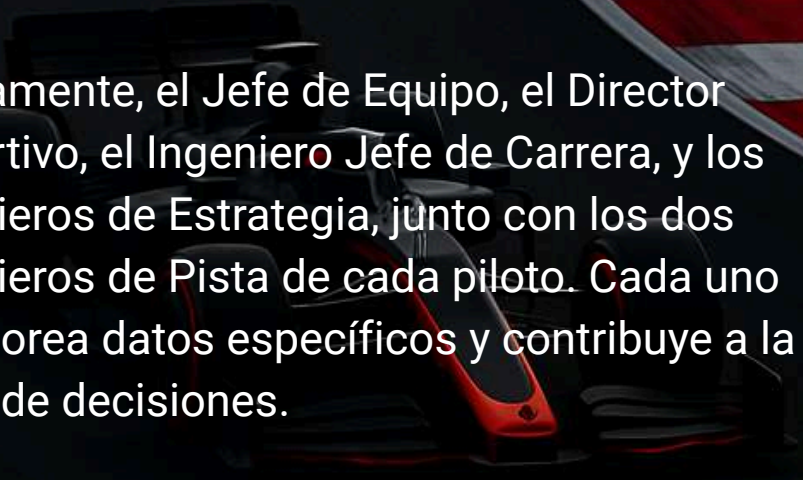 amente, el Jefe de Equipo, el Director
rtivo, el Ingeniero Jefe de Carrera, y los
ieros de Estrategia, junto con los dos
ieros de Pista de cada piloto. Cada uno
orea datos específicos y contribuye a la
de decisiones.